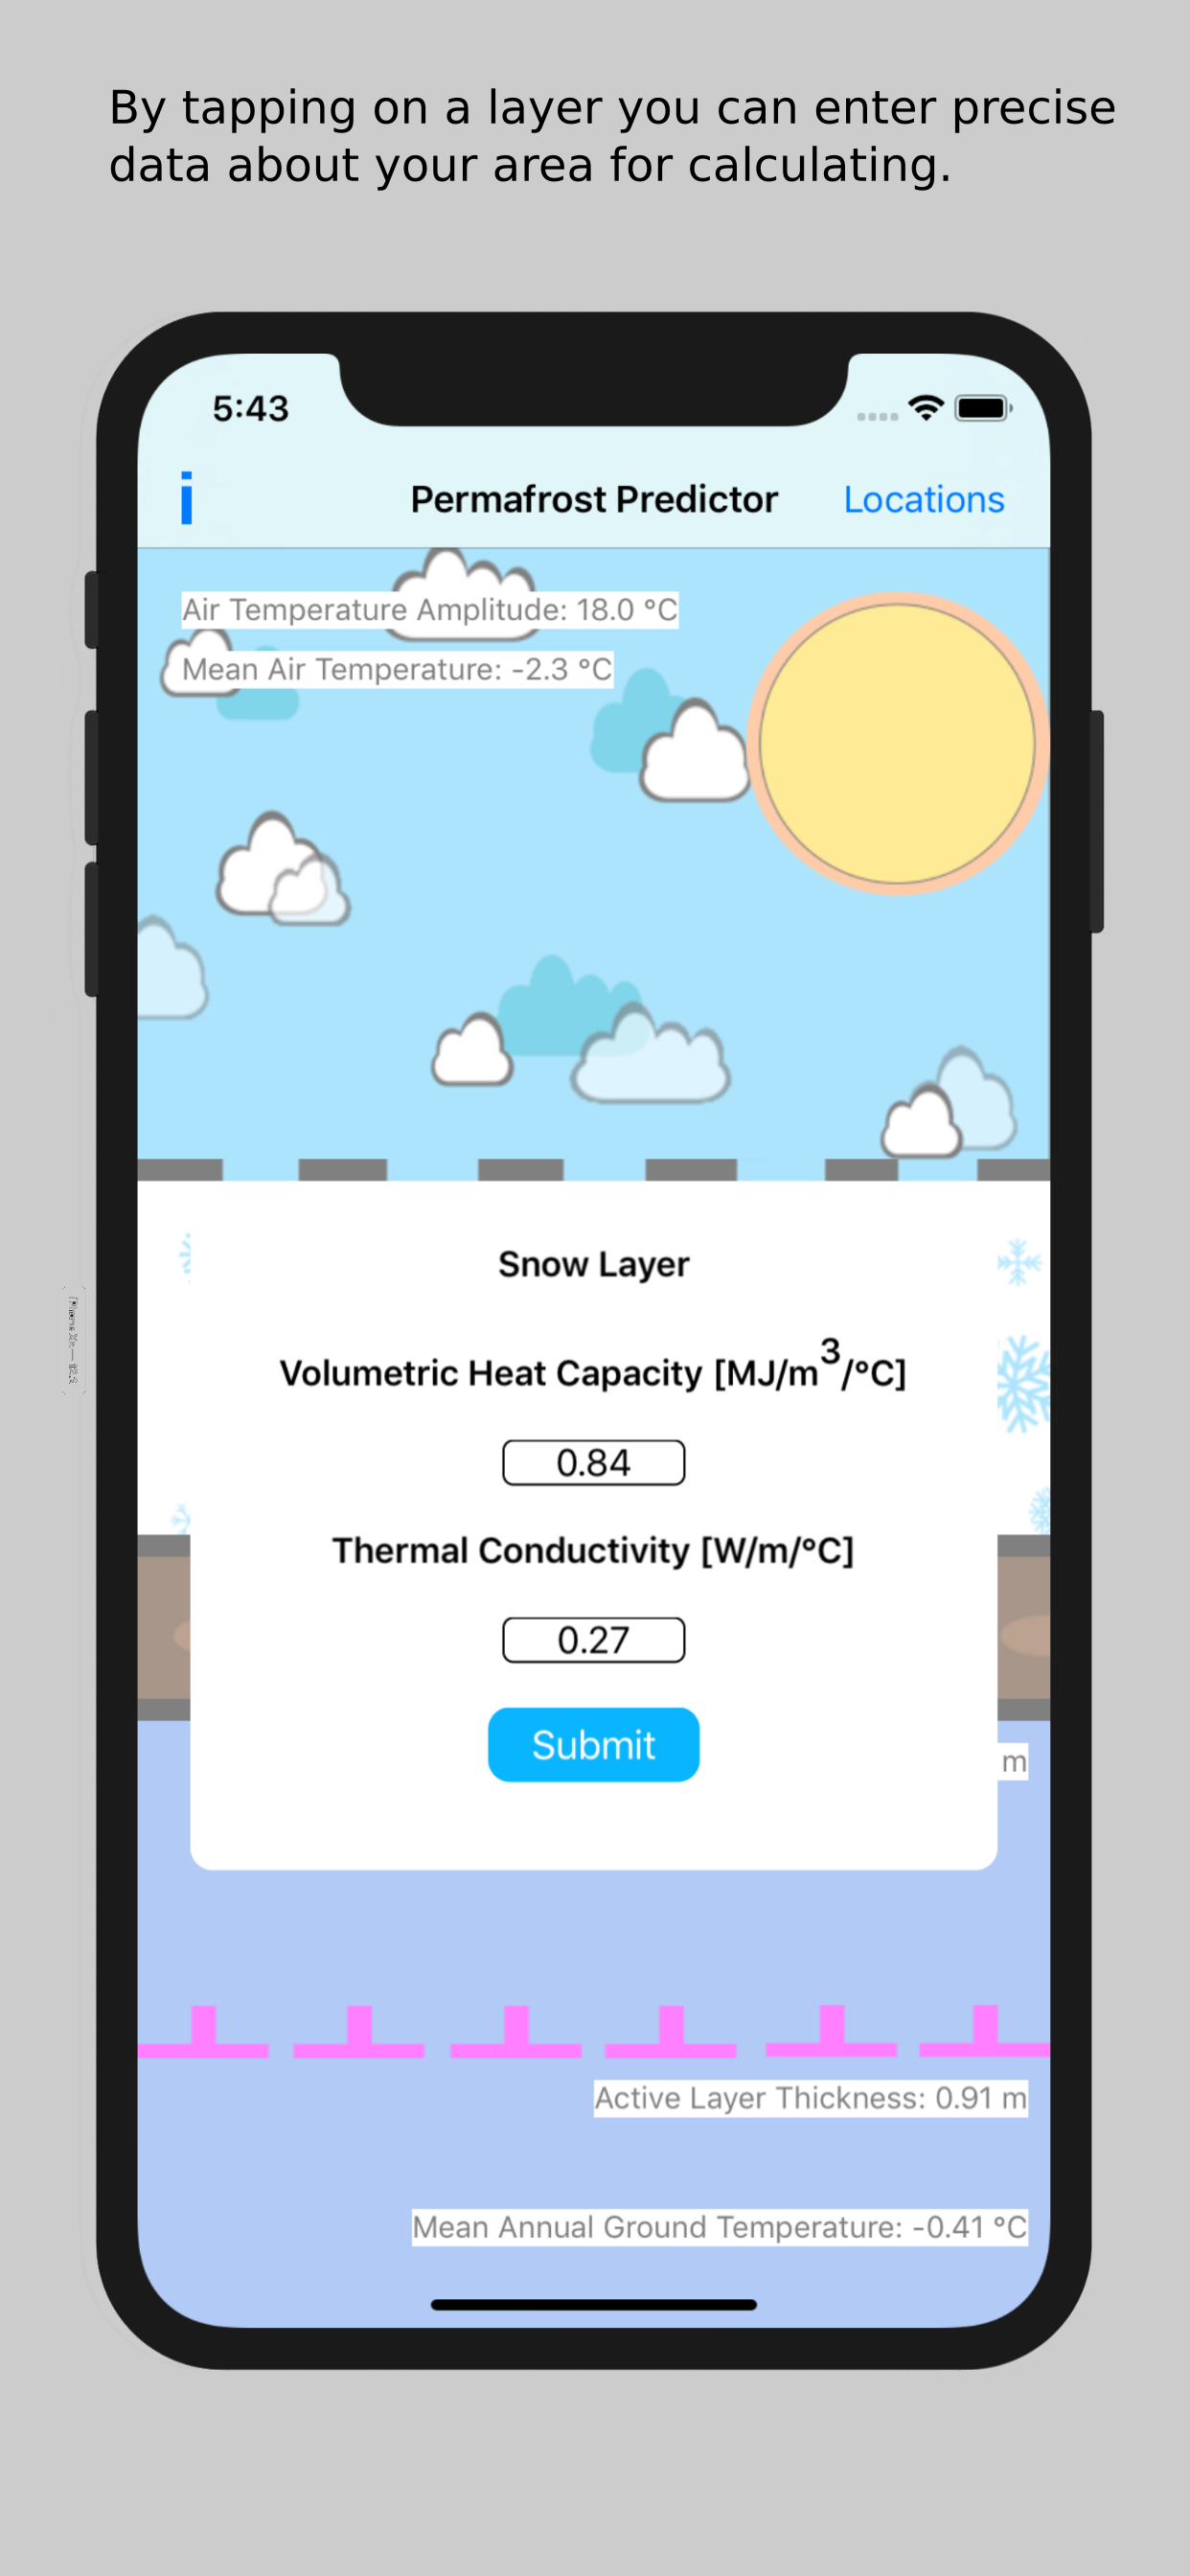 By tapping on a layer you can enter precise
data about your area for calculating.
5:43
i
Permafrost Predictor
Locations
Air Temperature Amplitude: 18.0 °C
Mean Air Temperature: -2.3 °C
Snow Layer
Volumetric Heat Capacity [MJ/m³/°C]
0.84
Thermal Conductivity [W/m/°C]
0.27
Submit
m
Active Layer Thickness: 0.91 m
Mean Annual Ground Temperature: -0.41 °C